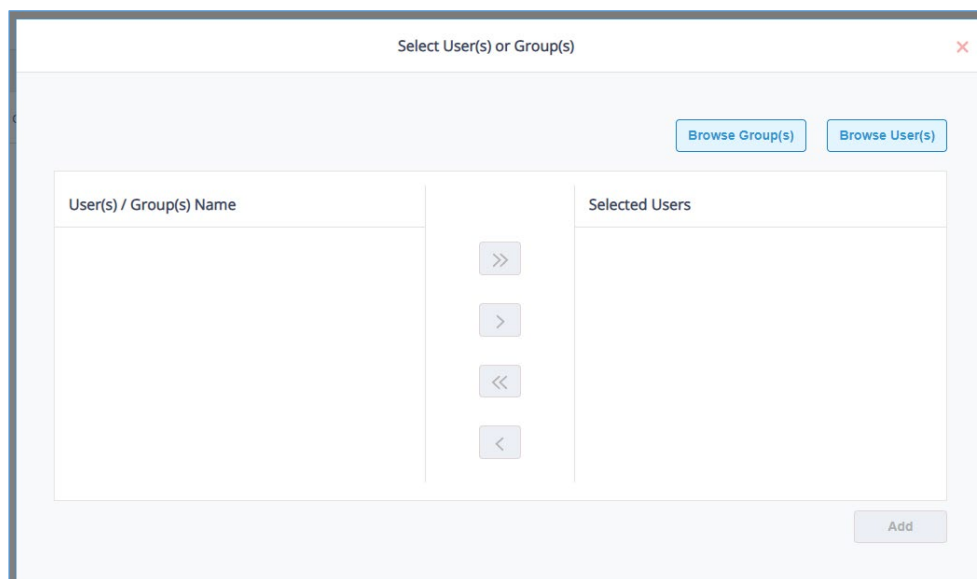 Select User(s) or Group(s)
Browse Group(s) Browse User(s)
User(s) / Group(s) Name Selected Users
Add